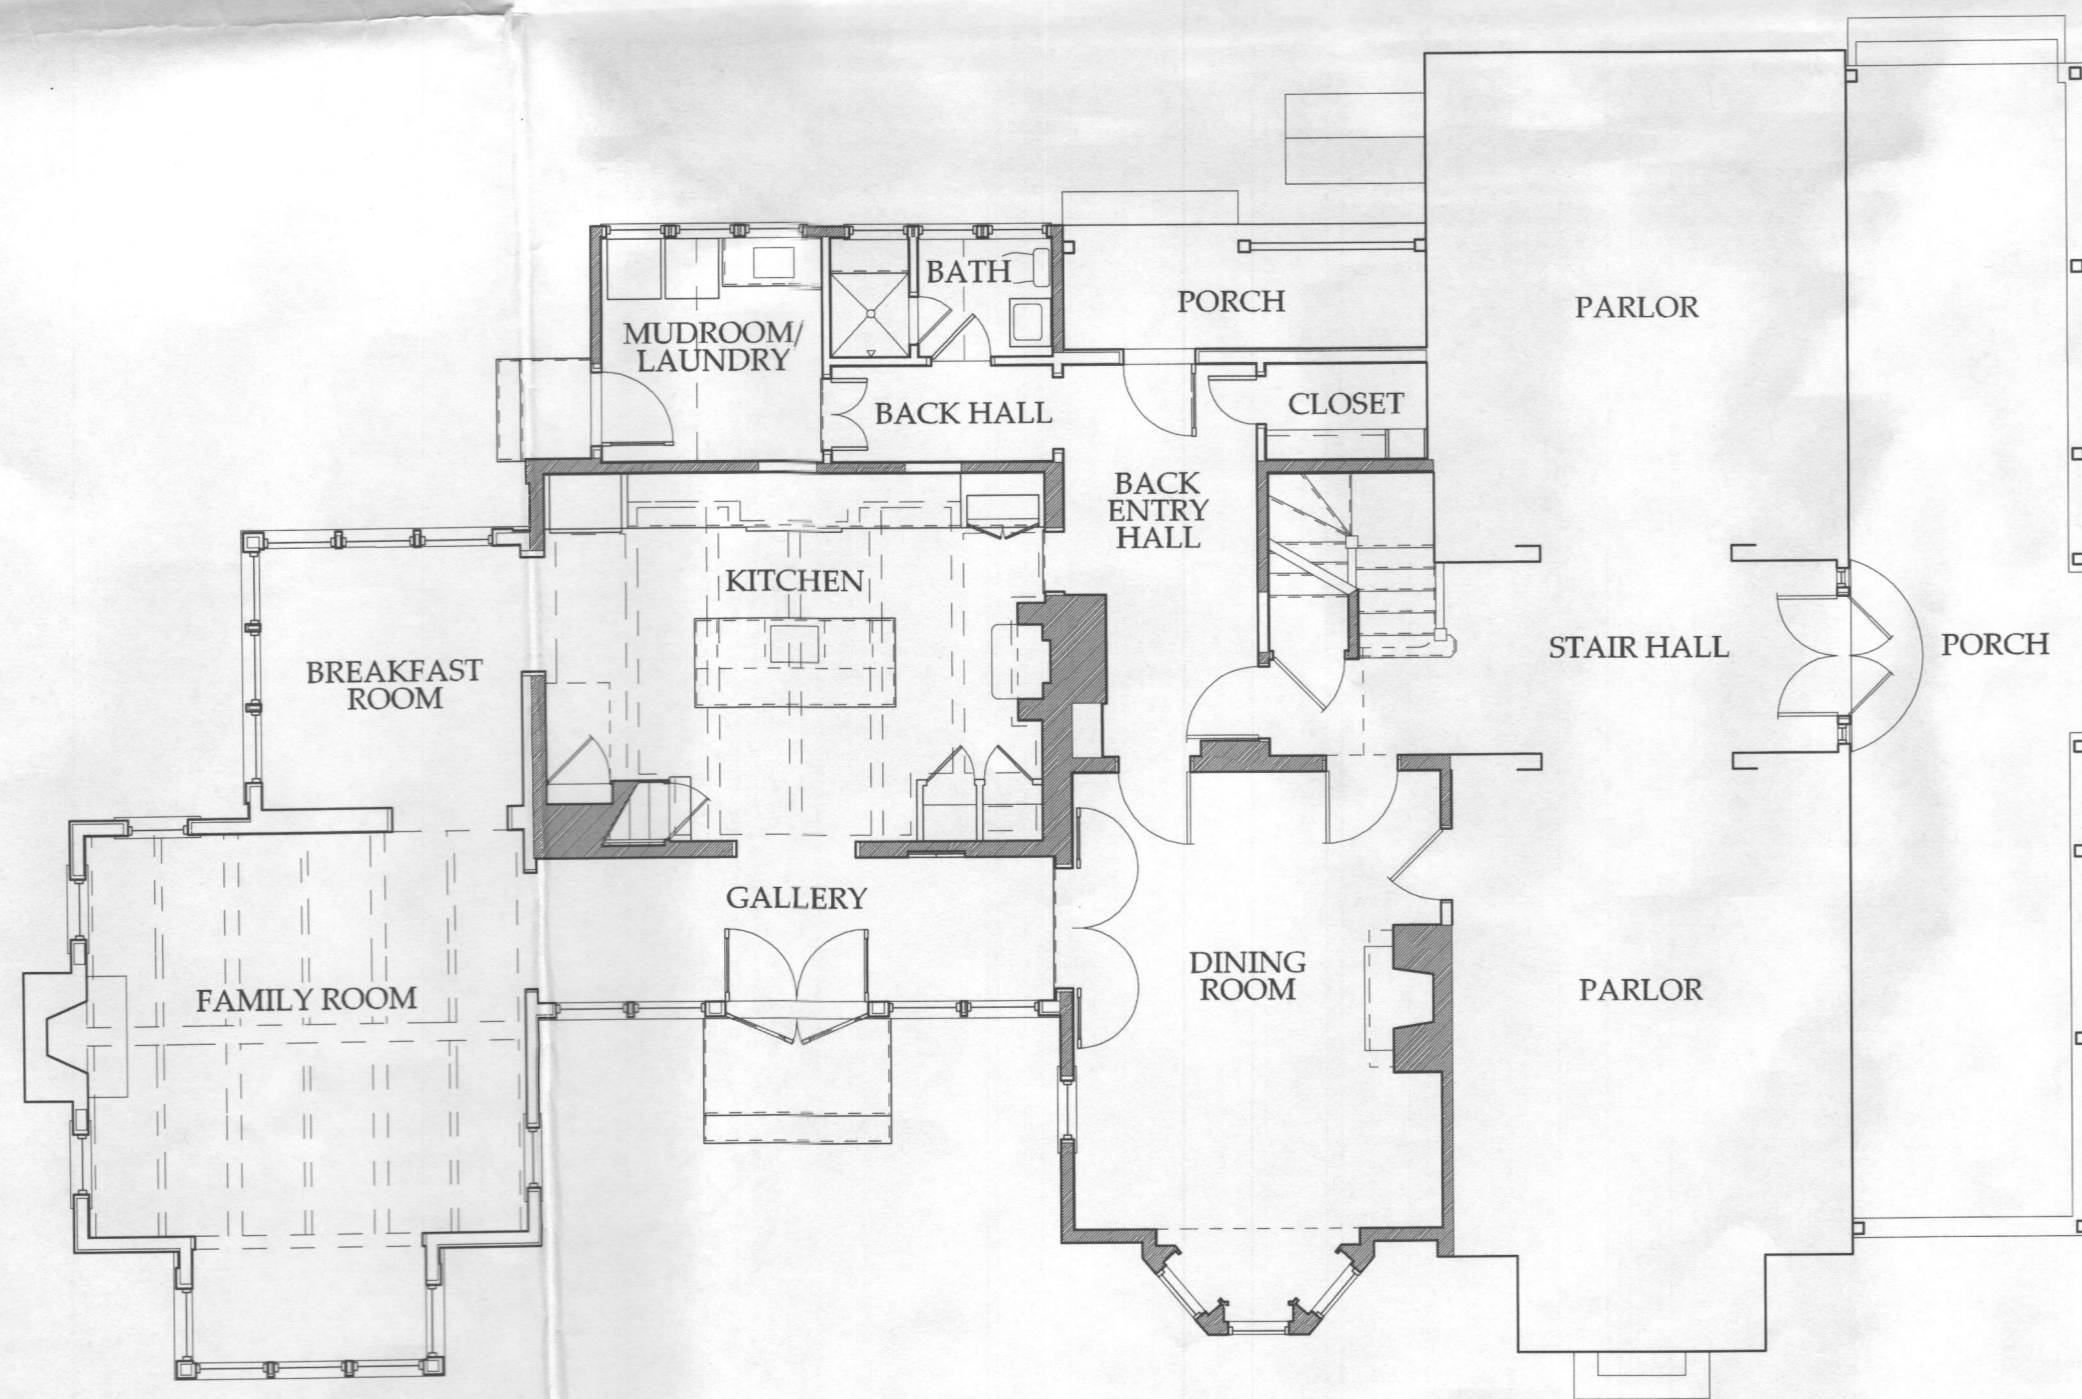 BATH
PORCH
PARLOR
MUDROOM/
LAUNDRY
BACK HALL
CLOSET
BACK
ENTRY
HALL
KITCHEN
BREAKFAST
ROOM
STAIR HALL
PORCH
GALLERY
FAMILY ROOM
DINING
ROOM
PARLOR